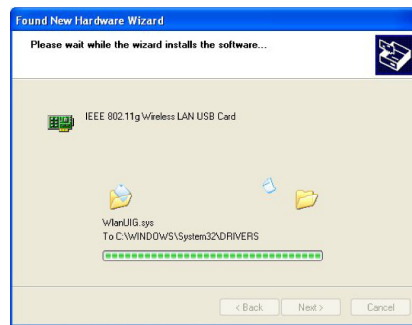 Found New Hardware Wizard
Please wait while the wizard installs the software...
IEEE 802.11g Wireless LAN USB Card
WlanUIG.sys
To C:\WINDOWS\System32\DRIVERS
< Back Next > Cancel